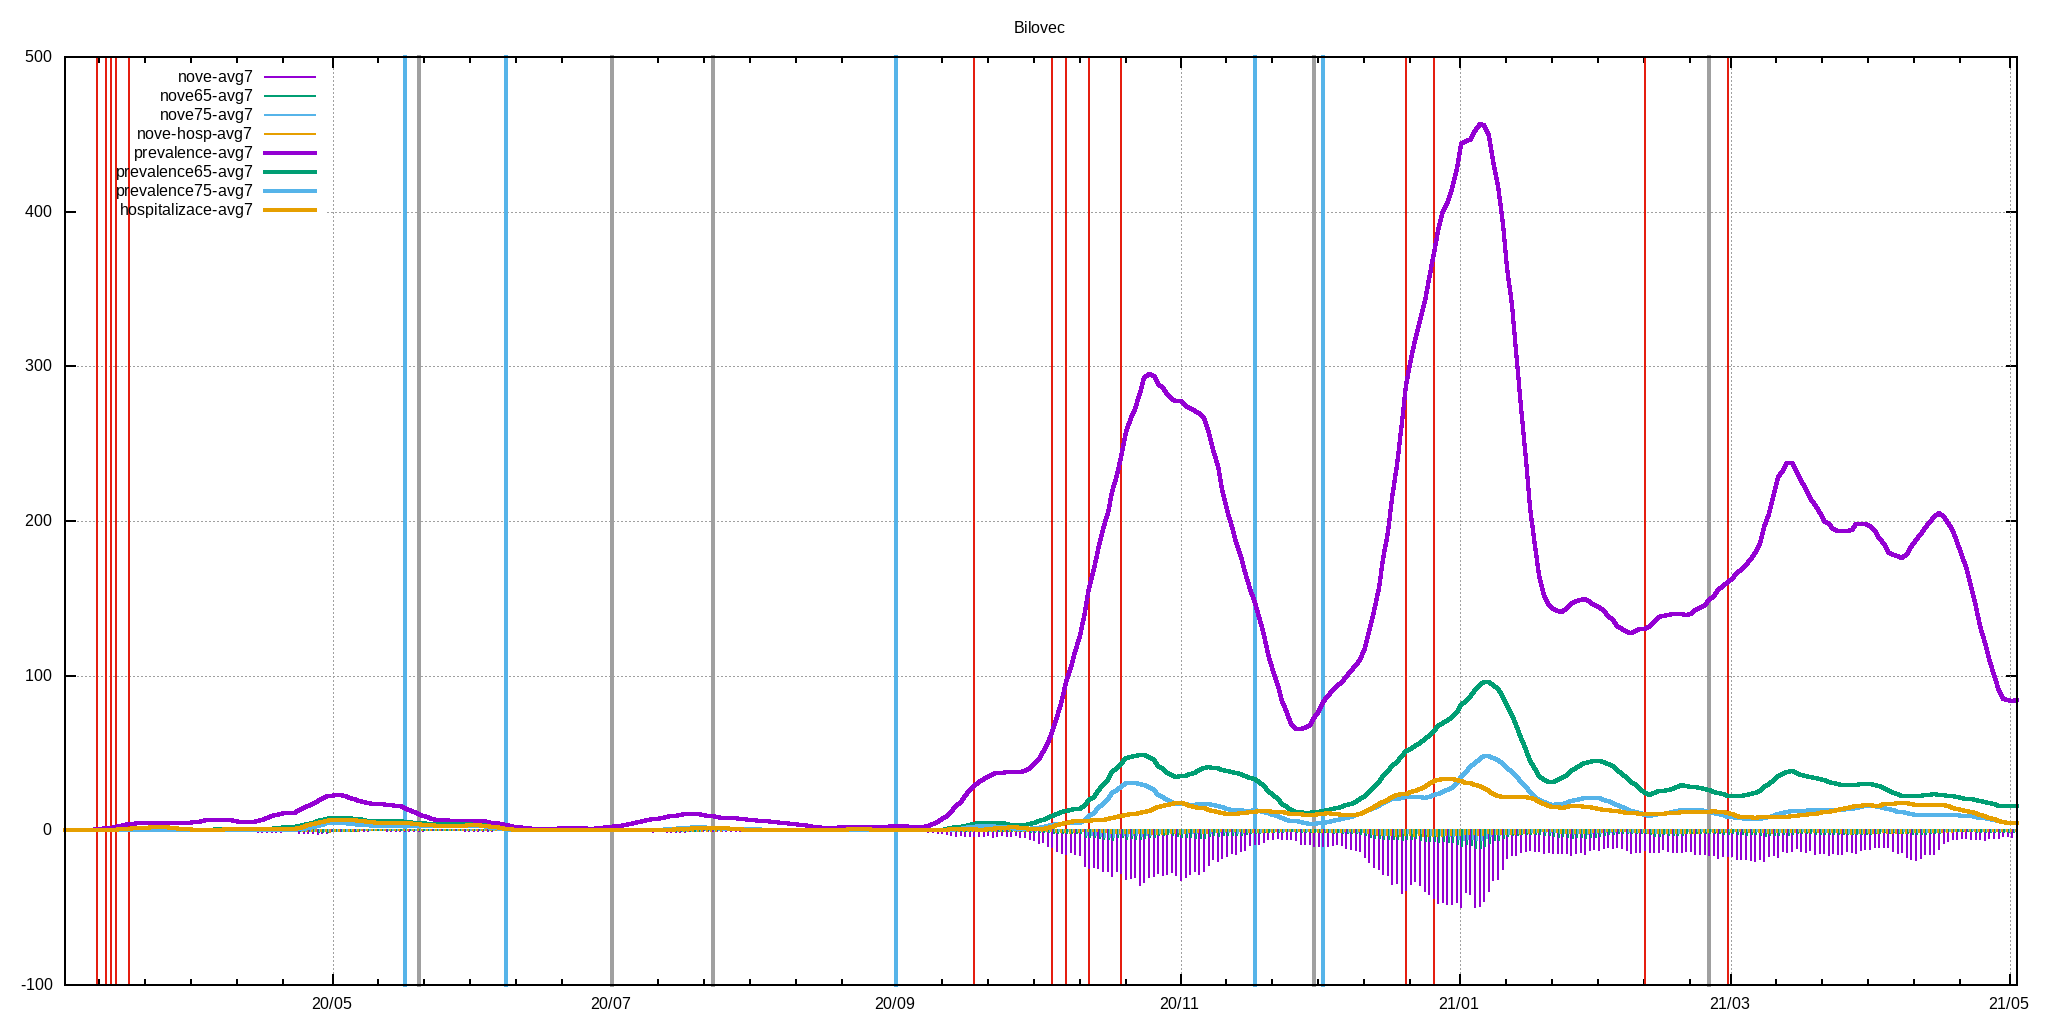 Bilovec
500
400
300
200
100
0
-100
nove-avg7
nove65-avg7
nove75-avg7
nove-hosp-avg7
prevalence-avg7
prevalence65-avg7
prevalence75-avg7
hospitalizace-avg7
20/05
20/07
20/09
20/11
21/01
21/03
21/05